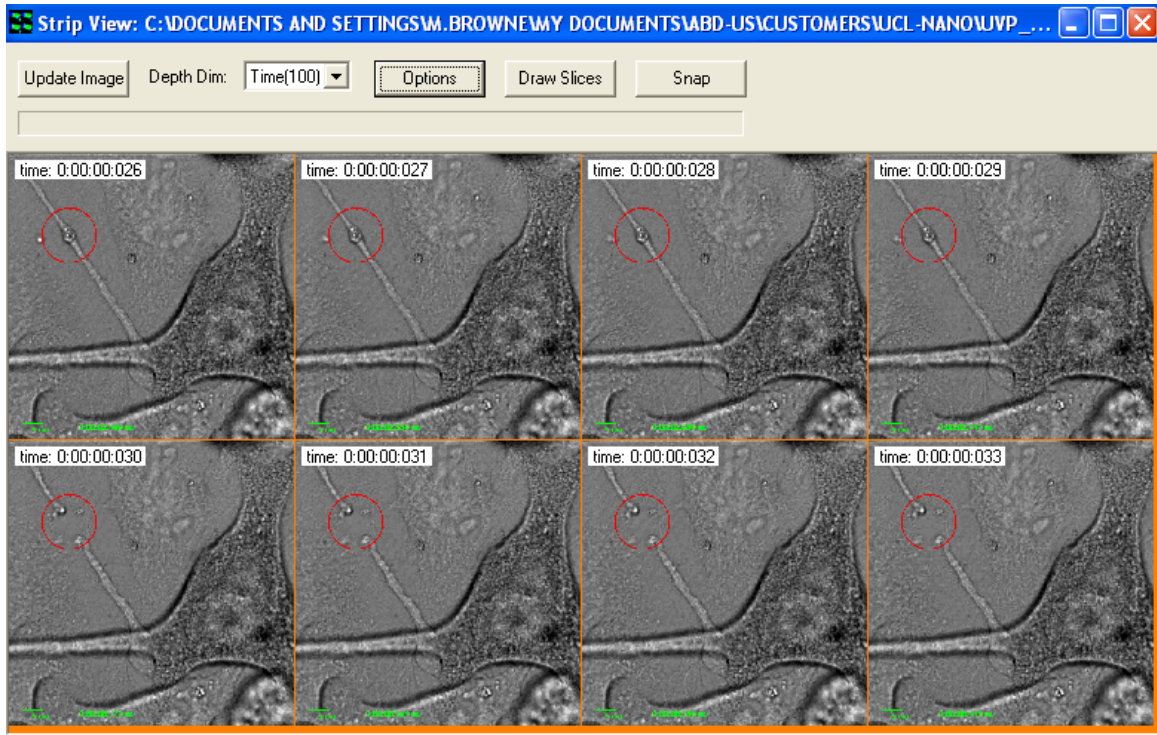 Strip View: C:\DOCUMENTS AND SETTINGS\M.BROWNE\MY DOCUMENTS\ABD-US\CUSTOMERS\UCL-NANO\UVP_...
Update Image Depth Dim: Time(100) Options Draw Slices Snap
time: 0:00:00:026 time: 0:00:00:027 time: 0:00:00:028 time: 0:00:00:029
time: 0:00:00:030 time: 0:00:00:031 time: 0:00:00:032 time: 0:00:00:033